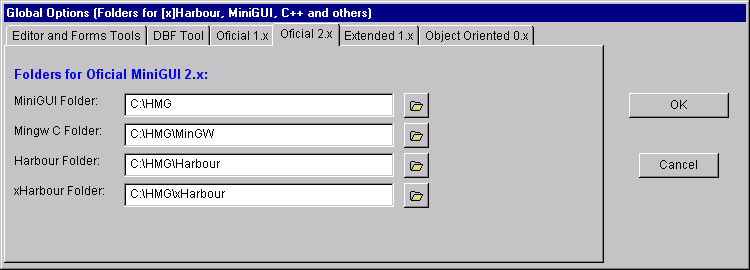 Global Options (Folders for [x]Harbour, MiniGUI, C++ and others)
Editor and Forms Tools DBF Tool Oficial 1.x Oficial 2.x Extended 1.x Object Oriented 0.x
Folders for Oficial MiniGUI 2.x:
MiniGUI Folder: C:\HMG
OK
Mingw C Folder: C:\HMG\MinGW
Harbour Folder: C:\HMG\Harbour
Cancel
xHarbour Folder: C:\HMG\xHarbour